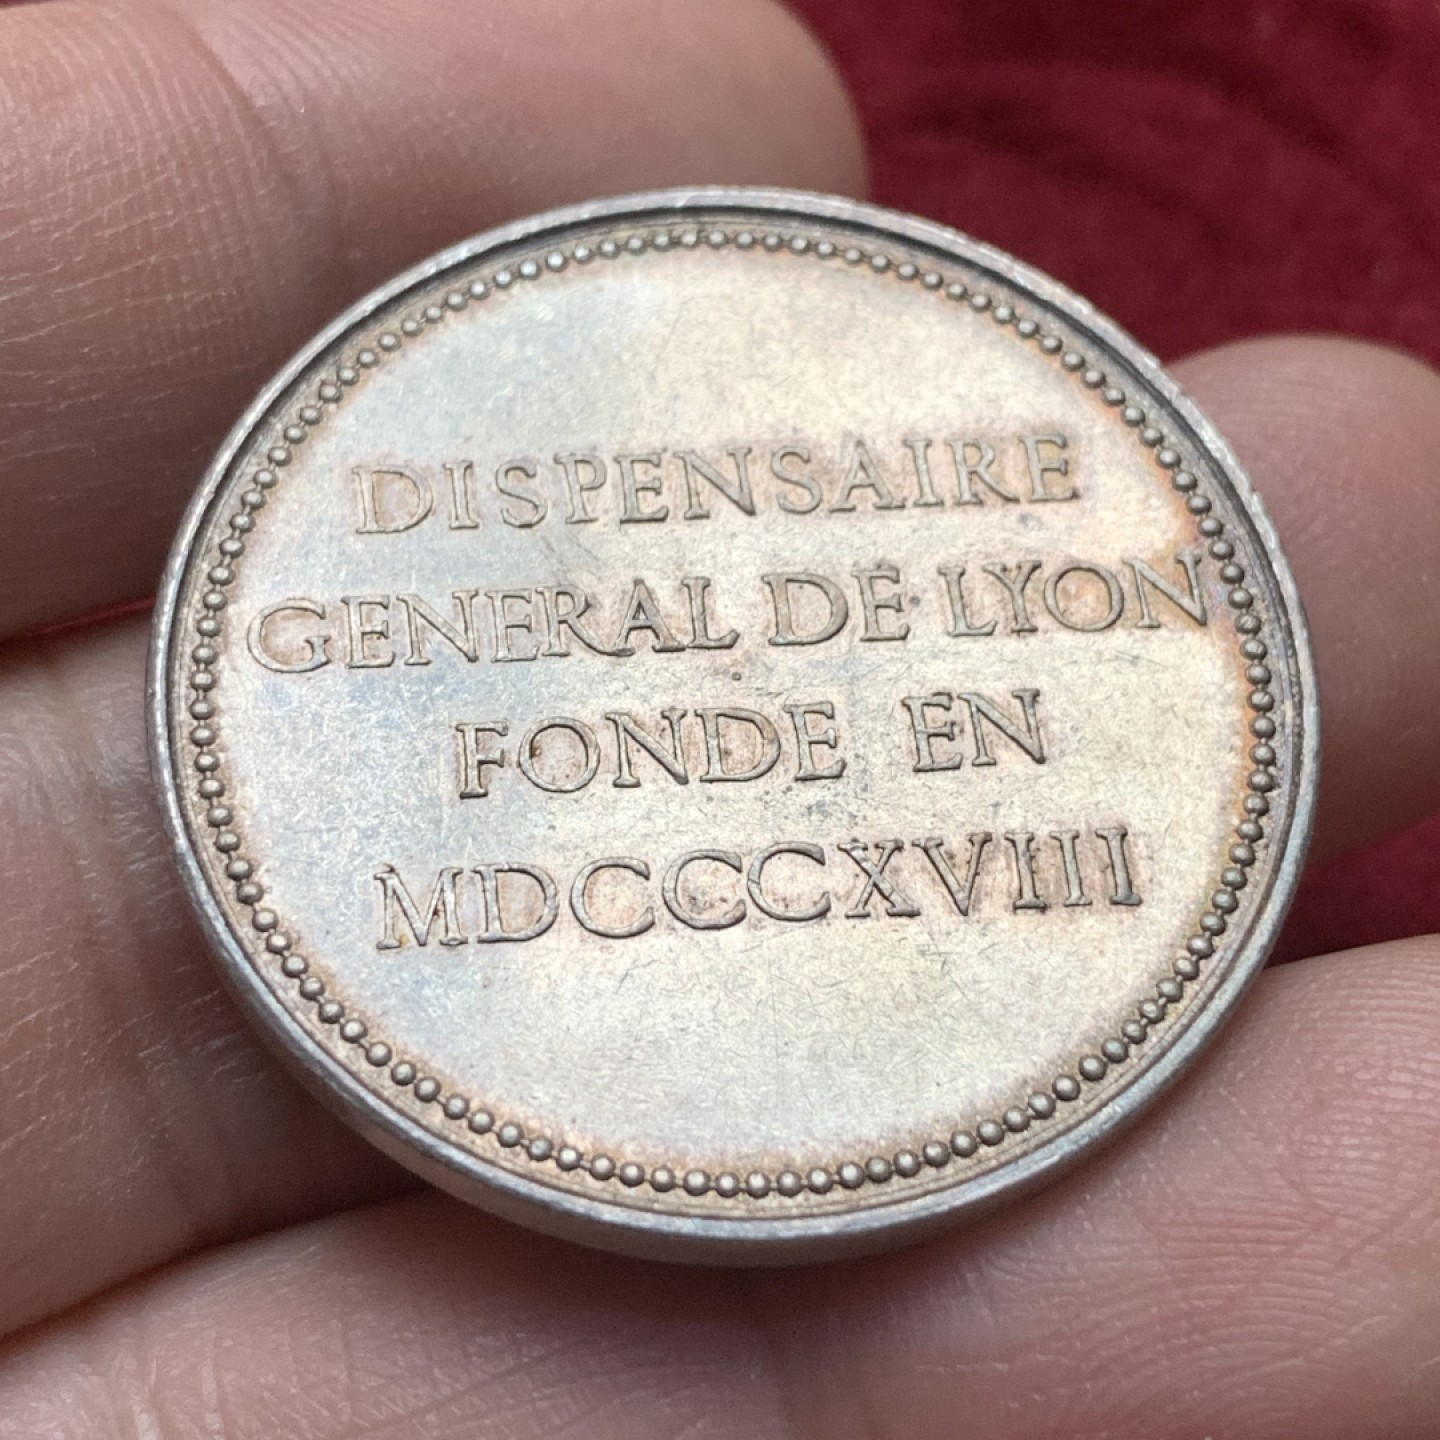 DISPENSAIRE
GENERAL DE LYON
FONDE EN
MDCCCXVIII